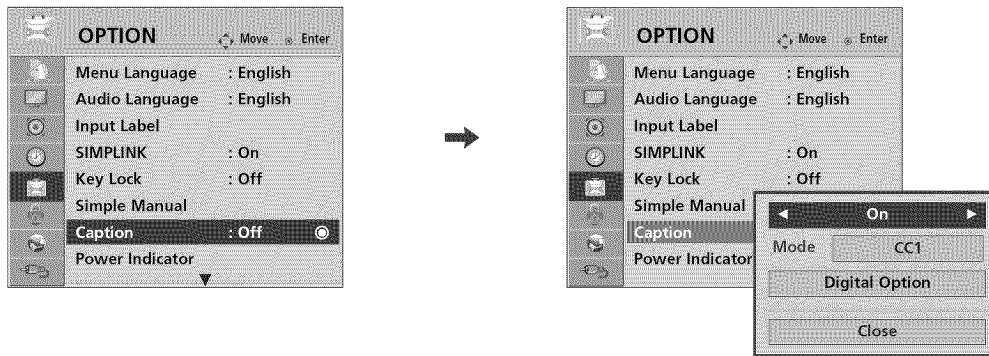 OPTION Move Enter
Menu Language : English
Audio Language : English
Input Label
SIMPLINK : On
Key Lock : Off
Simple Manual
Caption : Off
Power Indicator
OPTION Move Enter
Menu Language : English
Audio Language : English
Input Label
SIMPLINK : On
Key Lock : Off
Simple Manual
Caption
Power Indicator
On
Mode CC1
Digital Option
Close